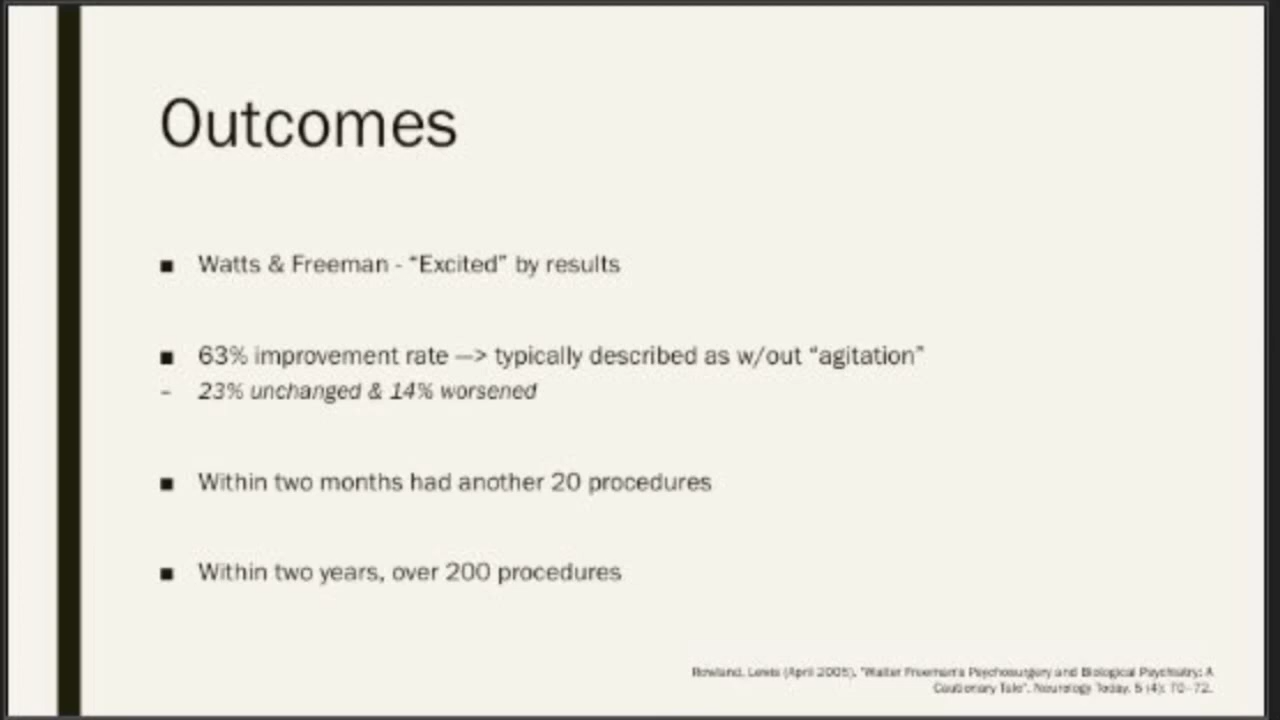 Outcomes
■ Watts & Freeman - “Excited” by results
■ 63% improvement rate —> typically described as w/out “agitation”
– 23% unchanged & 14% worsened
■ Within two months had another 20 procedures
■ Within two years, over 200 procedures
Rowland, Lewis (April 2005). "Walter Freeman's Psychosurgery and Biological Psychiatry: A
Cautionary Tale". Neurology Today. 5 (4): 70–72.